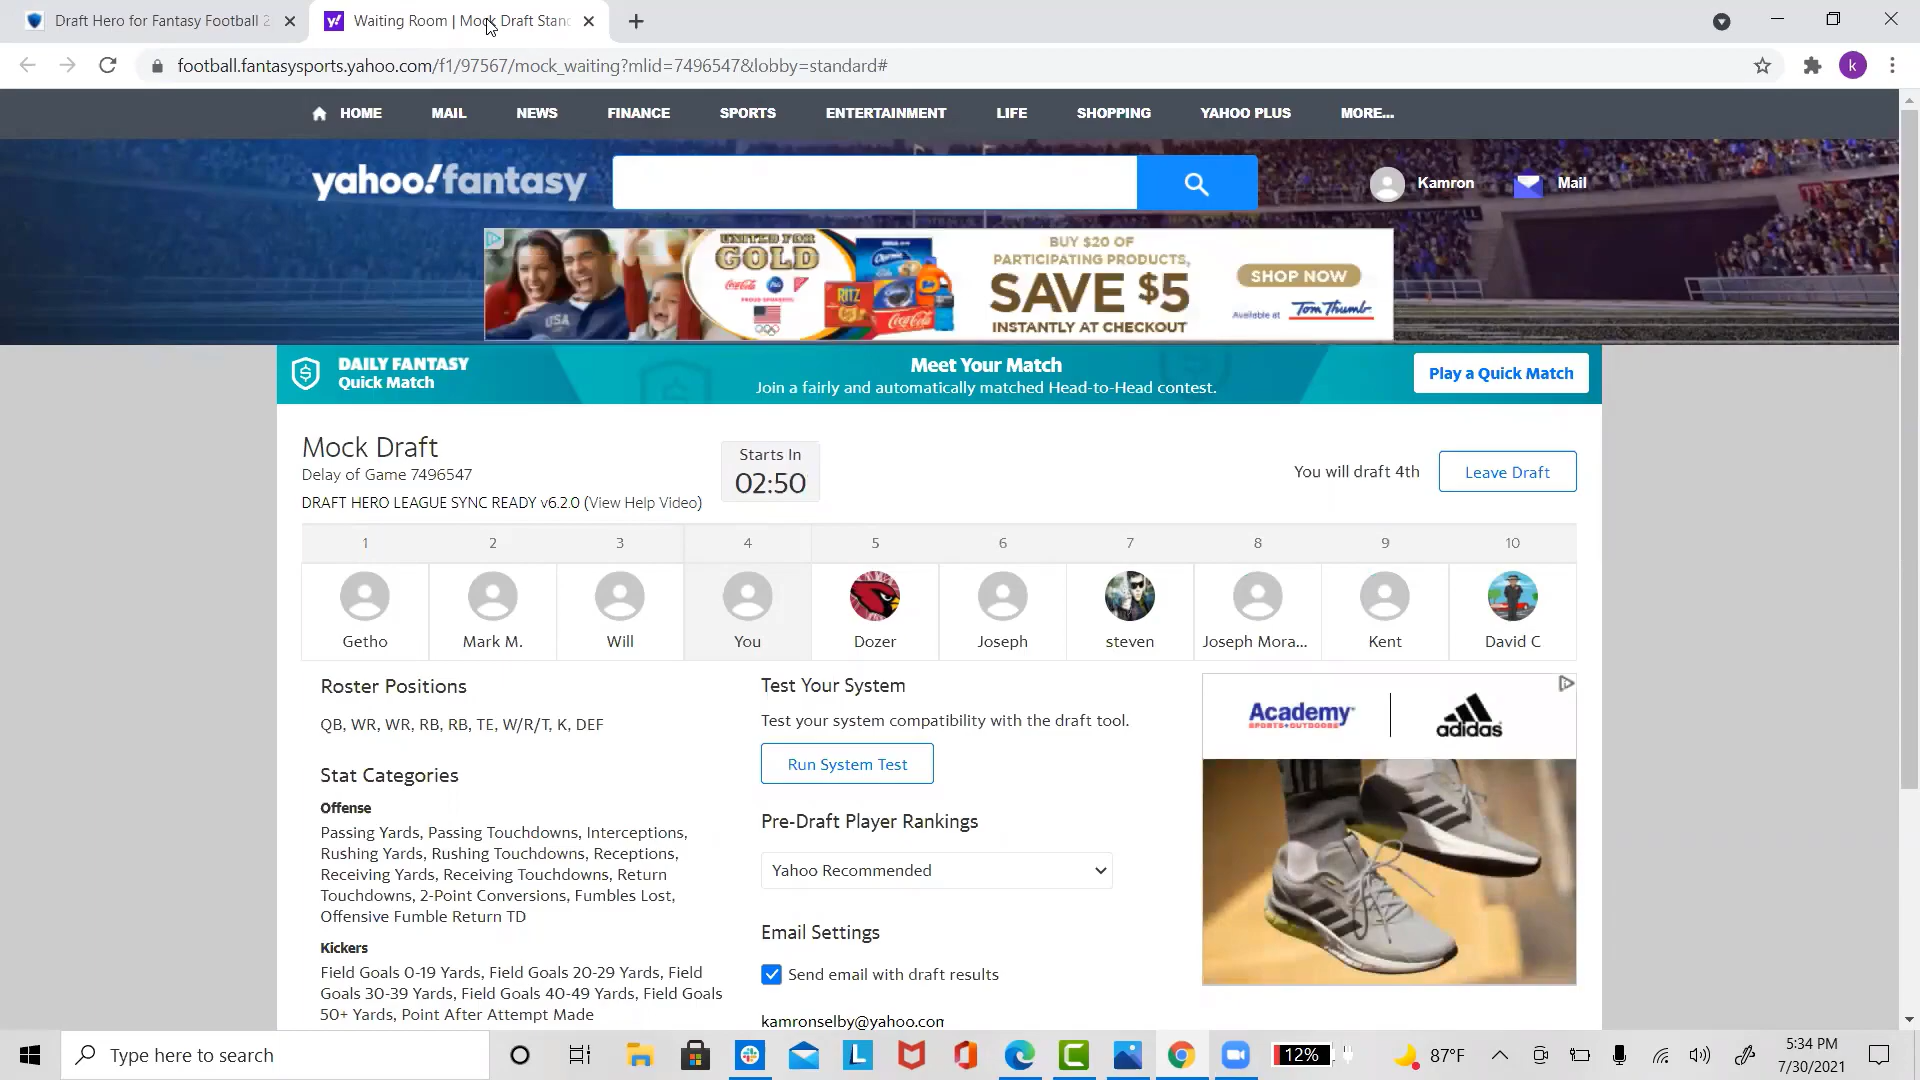 Draft Hero for Fantasy Football 2
Waiting Room | Mock Draft Stand
football.fantasysports.yahoo.com/f1/97567/mock_waiting?mlid=7496547&lobby=standard#
k
HOME MAIL NEWS FINANCE SPORTS ENTERTAINMENT LIFE SHOPPING YAHOO PLUS MORE...
yahoo!fantasy
Kamron
Mail
USA
UNITED FOR GOLD
Coca-Cola
Charmin
RITZ
Coca-Cola
BUY $20 OF
PARTICIPATING PRODUCTS,
SAVE $5
INSTANTLY AT CHECKOUT
SHOP NOW
Available at Tom Thumb
DAILY FANTASY
Quick Match
Meet Your Match
Join a fairly and automatically matched Head-to-Head contest.
Play a Quick Match
Mock Draft
Delay of Game 7496547
DRAFT HERO LEAGUE SYNC READY v6.2.0 (View Help Video)
Starts In
02:50
You will draft 4th
Leave Draft
1 2 3 4 5 6 7 8 9 10
Getho Mark M. Will You Dozer Joseph steven Joseph Mora... Kent David C
Roster Positions
QB, WR, WR, RB, RB, TE, W/R/T, K, DEF
Stat Categories
Offense
Passing Yards, Passing Touchdowns, Interceptions,
Rushing Yards, Rushing Touchdowns, Receptions,
Receiving Yards, Receiving Touchdowns, Return
Touchdowns, 2-Point Conversions, Fumbles Lost,
Offensive Fumble Return TD
Kickers
Field Goals 0-19 Yards, Field Goals 20-29 Yards, Field
Goals 30-39 Yards, Field Goals 40-49 Yards, Field Goals
50+ Yards, Point After Attempt Made
Test Your System
Test your system compatibility with the draft tool.
Run System Test
Pre-Draft Player Rankings
Yahoo Recommended
Email Settings
Send email with draft results
kamronselby@yahoo.com
Academy
SPORTS+OUTDOORS
adidas
Type here to search
12%
87°F
5:34 PM
7/30/2021